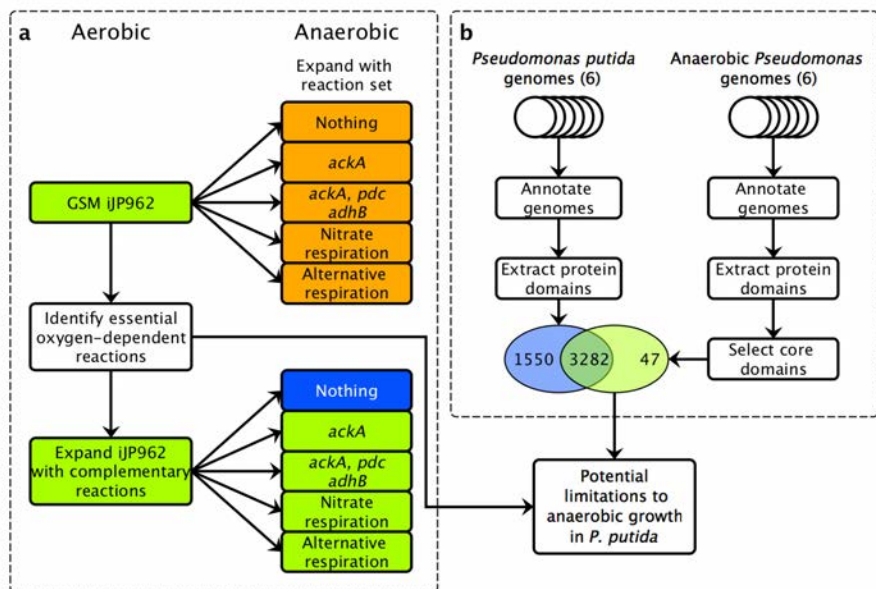 a
Aerobic
Anaerobic
Expand with
reaction set
Nothing
ackA
ackA, pdc
adhB
Nitrate
respiration
Alternative
respiration
GSM iJP962
Identify essential
oxygen-dependent
reactions
Expand iJP962
with complementary
reactions
Nothing
ackA
ackA, pdc
adhB
Nitrate
respiration
Alternative
respiration
b
Pseudomonas putida
genomes (6)
Anaerobic Pseudomonas
genomes (6)
Annotate
genomes
Annotate
genomes
Extract protein
domains
Extract protein
domains
1550 3282 47
Select core
domains
Potential
limitations to
anaerobic growth
in P. putida